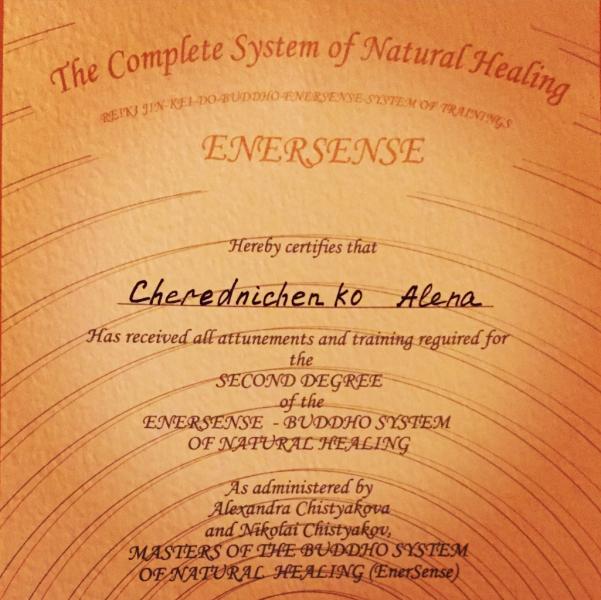 The Complete System of Natural Healing
REIKI JIN-KEI-DO-BUDDHO-ENERSENSE-SYSTEM OF TRAININGS
ENERSENSE
Hereby certifies that
Cherednichenko Alena
Has received all attunements and training reguired for
the
SECOND DEGREE
of the
ENERSENSE - BUDDHO SYSTEM
OF NATURAL HEALING
As administered by
Alexandra Chistyakova
and Nikolai Chistyakov,
MASTERS OF THE BUDDHO SYSTEM
OF NATURAL HEALING (EnerSense)